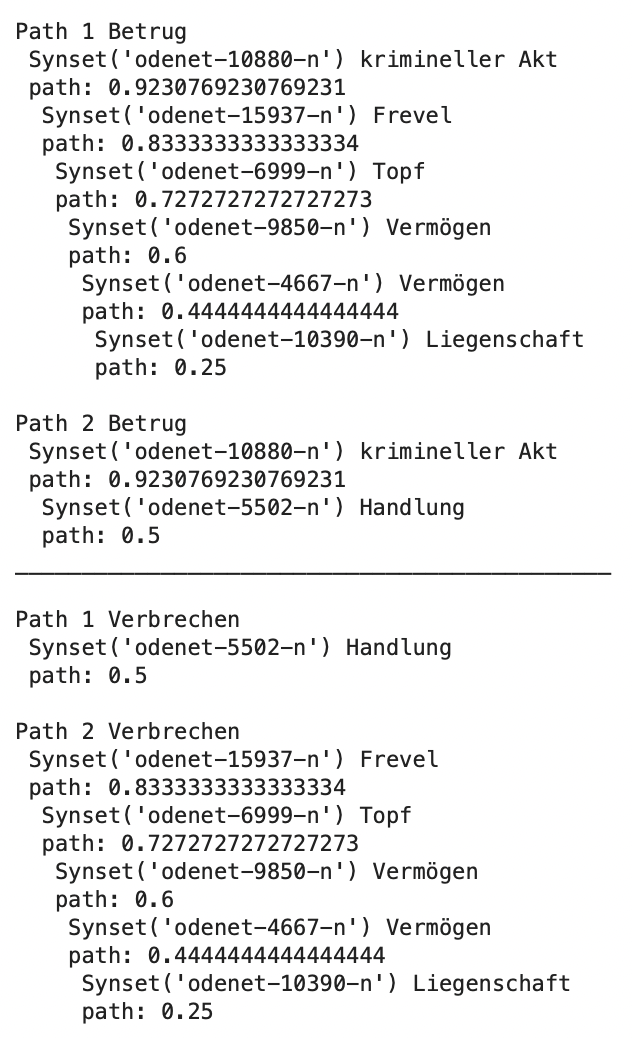 Path 1 Betrug
Synset('odenet-10880-n') krimineller Akt
path: 0.9230769230769231
Synset('odenet-15937-n') Frevel
path: 0.8333333333333334
Synset('odenet-6999-n') Topf
path: 0.7272727272727273
Synset('odenet-9850-n') Vermögen
path: 0.6
Synset('odenet-4667-n') Vermögen
path: 0.4444444444444444
Synset('odenet-10390-n') Liegenschaft
path: 0.25
Path 2 Betrug
Synset('odenet-10880-n') krimineller Akt
path: 0.9230769230769231
Synset('odenet-5502-n') Handlung
path: 0.5
Path 1 Verbrechen
Synset('odenet-5502-n') Handlung
path: 0.5
Path 2 Verbrechen
Synset('odenet-15937-n') Frevel
path: 0.8333333333333334
Synset('odenet-6999-n') Topf
path: 0.7272727272727273
Synset('odenet-9850-n') Vermögen
path: 0.6
Synset('odenet-4667-n') Vermögen
path: 0.4444444444444444
Synset('odenet-10390-n') Liegenschaft
path: 0.25